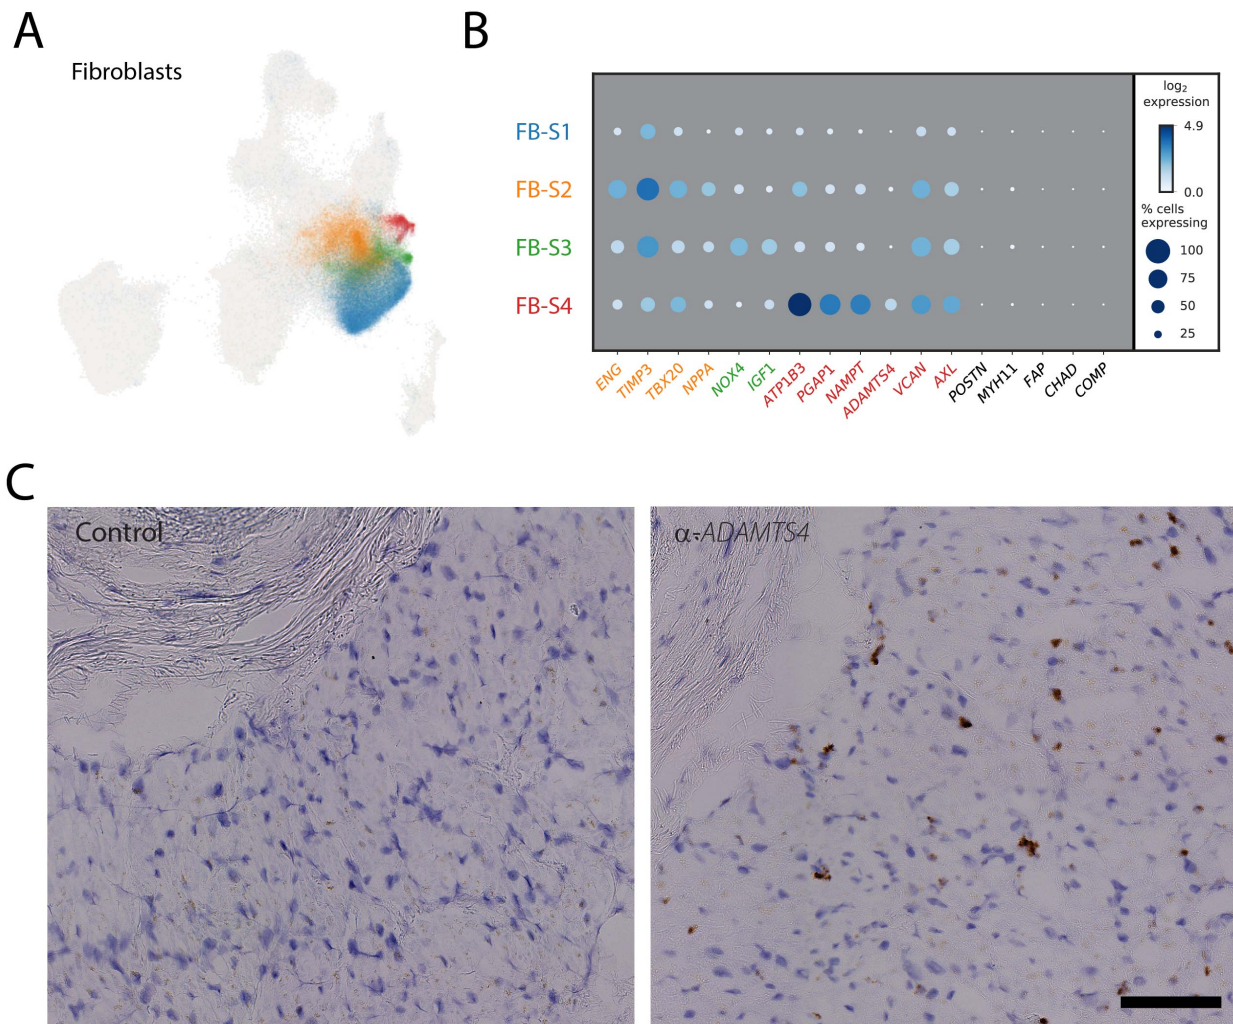 A
Fibroblasts
B
FB-S1
FB-S2
FB-S3
FB-S4
ENG
TIMP3
TBX20
NPPA
NOX4
IGF1
ATP1B3
PGAP1
NAMPT
ADAMTS4
VCAN
AXL
POSTN
MYH11
FAP
CHAD
COMP
log₂
expression
4.9
0.0
% cells
expressing
100
75
50
25
C
Control
α-ADAMTS4